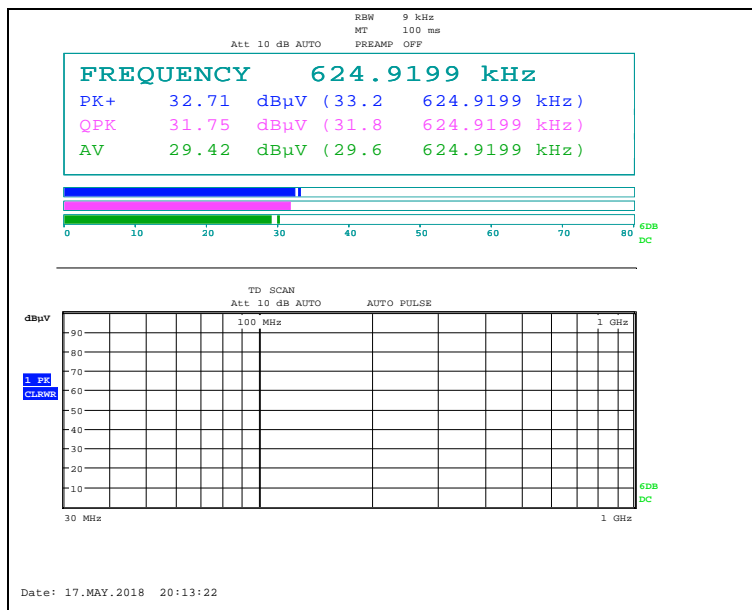 RBW 9 kHz
MT 100 ms
Att 10 dB AUTO PREAMP OFF
FREQUENCY 624.9199 kHz
PK+ 32.71 dBµV (33.2 624.9199 kHz)
QPK 31.75 dBµV (31.8 624.9199 kHz)
AV 29.42 dBµV (29.6 624.9199 kHz)
0 10 20 30 40 50 60 70 80
6DB
DC
TD SCAN
Att 10 dB AUTO AUTO PULSE
dBµV
100 MHz 1 GHz
90
80
70
1 PK
CLRWR
60
50
40
30
20
10
6DB
DC
30 MHz 1 GHz
Date: 17.MAY.2018 20:13:22